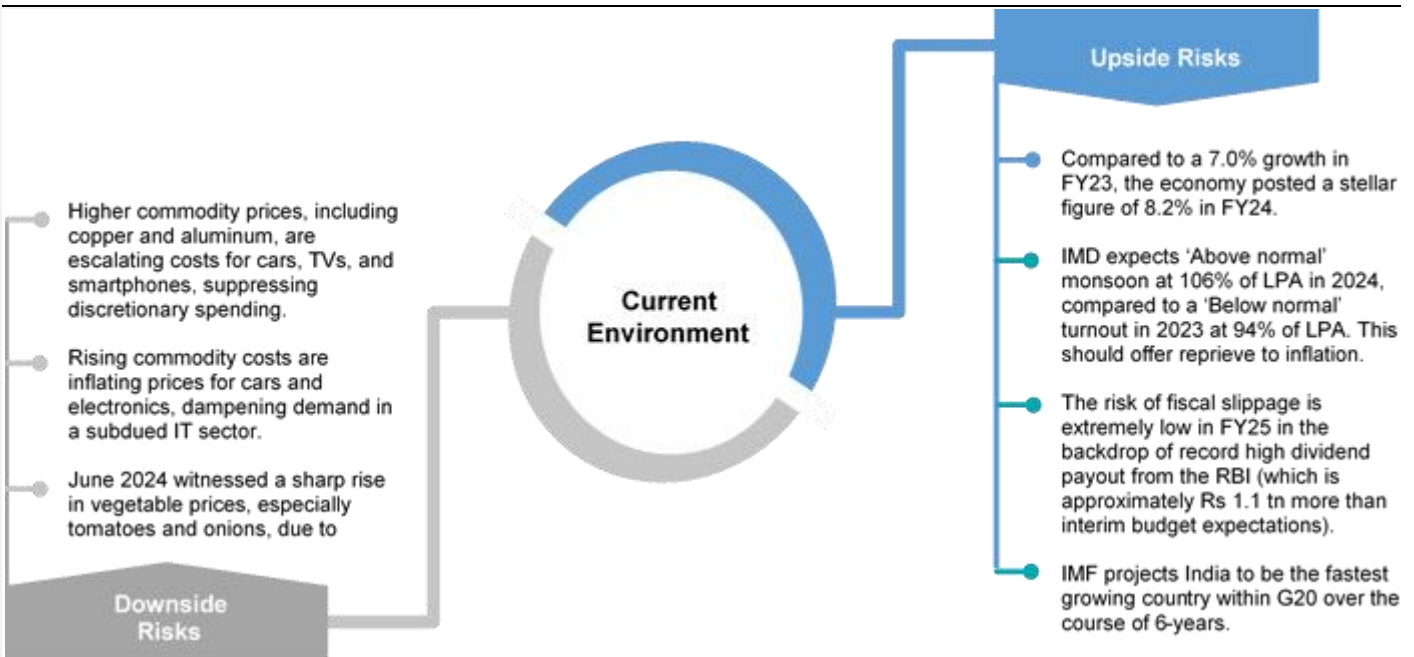 Upside Risks
Compared to a 7.0% growth in
FY23, the economy posted a stellar
figure of 8.2% in FY24.
IMD expects ‘Above normal’
monsoon at 106% of LPA in 2024,
compared to a ‘Below normal’
turnout in 2023 at 94% of LPA. This
should offer reprieve to inflation.
The risk of fiscal slippage is
extremely low in FY25 in the
backdrop of record high dividend
payout from the RBI (which is
approximately Rs 1.1 tn more than
interim budget expectations).
IMF projects India to be the fastest
growing country within G20 over the
course of 6-years.
Current
Environment
Higher commodity prices, including
copper and aluminum, are
escalating costs for cars, TVs, and
smartphones, suppressing
discretionary spending.
Rising commodity costs are
inflating prices for cars and
electronics, dampening demand in
a subdued IT sector.
June 2024 witnessed a sharp rise
in vegetable prices, especially
tomatoes and onions, due to
Downside
Risks